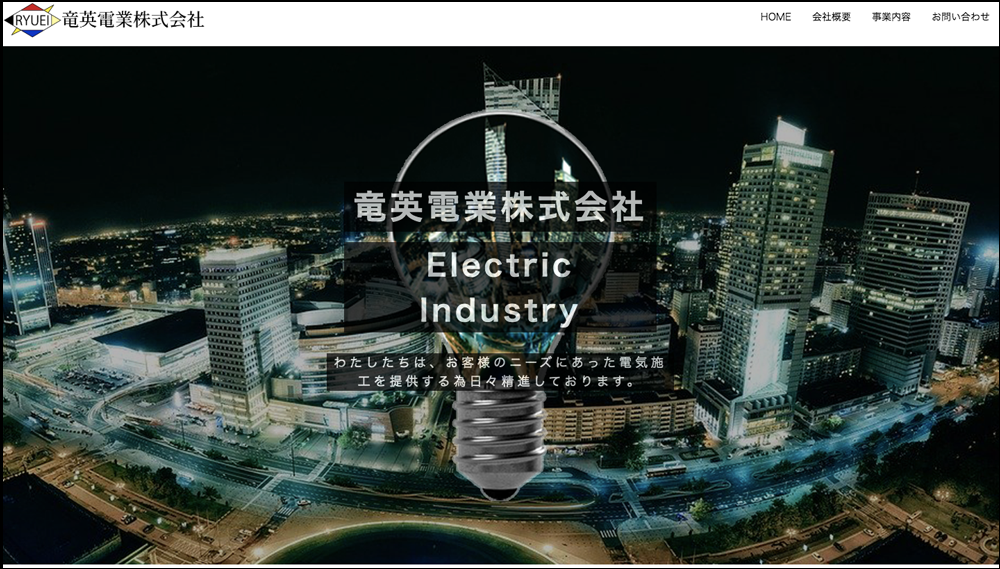 RYUEI 竜英電業株式会社
HOME 会社概要 事業内容 お問い合わせ
竜英電業株式会社
Electric
Industry
わたしたちは、お客様のニーズにあった電気施
工を提供する為日々精進しております。